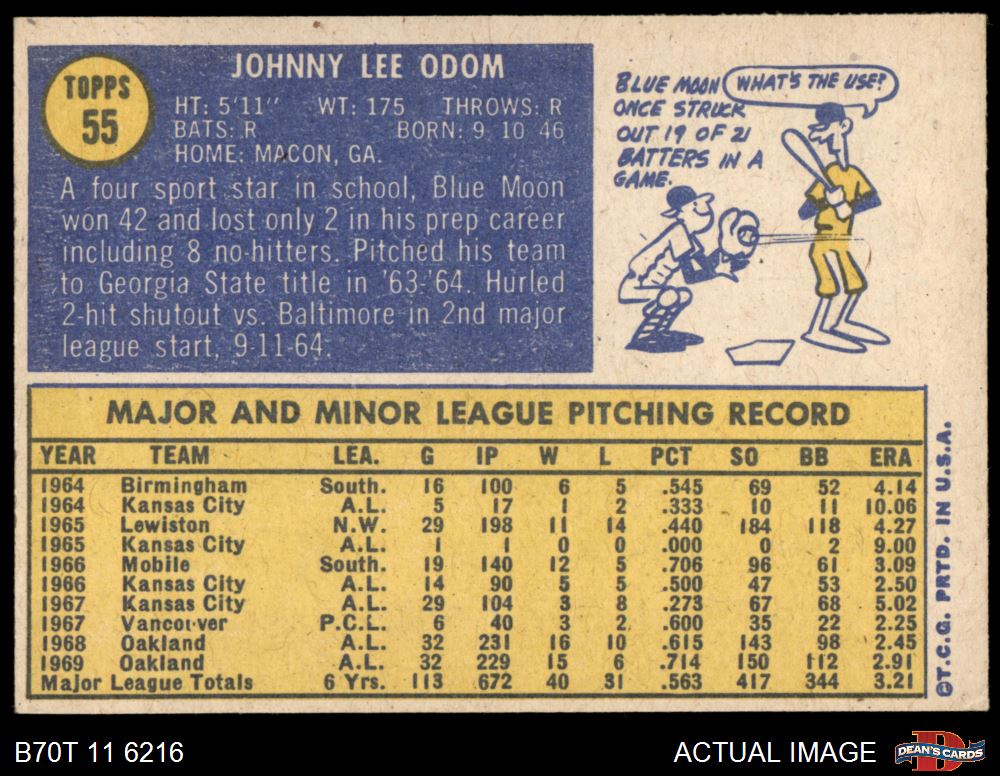 TOPPS
55
JOHNNY LEE ODOM
HT: 5'11" WT: 175 THROWS: R
BATS: R BORN: 9 10 46
HOME: MACON, GA.
A four sport star in school, Blue Moon
won 42 and lost only 2 in his prep career
including 8 no-hitters. Pitched his team
to Georgia State title in '63-'64. Hurled
2-hit shutout vs. Baltimore in 2nd major
league start, 9-11-64.
BLUE MOON
ONCE STRUCK
OUT 19 OF 21
BATTERS IN A
GAME.
WHAT'S THE USE?
MAJOR AND MINOR LEAGUE PITCHING RECORD
YEAR TEAM LEA. G IP W L PCT SO BB ERA
1964 Birmingham South. 16 100 6 5 .545 69 52 4.14
1964 Kansas City A.L. 5 17 1 2 .333 10 11 10.06
1965 Lewiston N.W. 29 198 11 14 .440 184 118 4.27
1965 Kansas City A.L. 1 1 0 0 .000 0 2 9.00
1966 Mobile South. 19 140 12 5 .706 96 61 3.09
1966 Kansas City A.L. 14 90 5 5 .500 47 53 2.50
1967 Kansas City A.L. 29 104 3 8 .273 67 68 5.02
1967 Vancouver P.C.L. 6 40 3 2 .600 35 22 2.25
1968 Oakland A.L. 32 231 16 10 .615 143 98 2.45
1969 Oakland A.L. 32 229 15 6 .714 150 112 2.91
Major League Totals 6 Yrs. 113 672 40 31 .563 417 344 3.21
©T.C.G. PRTD. IN U.S.A.
B70T 11 6216
ACTUAL IMAGE
DEAN'S CARDS